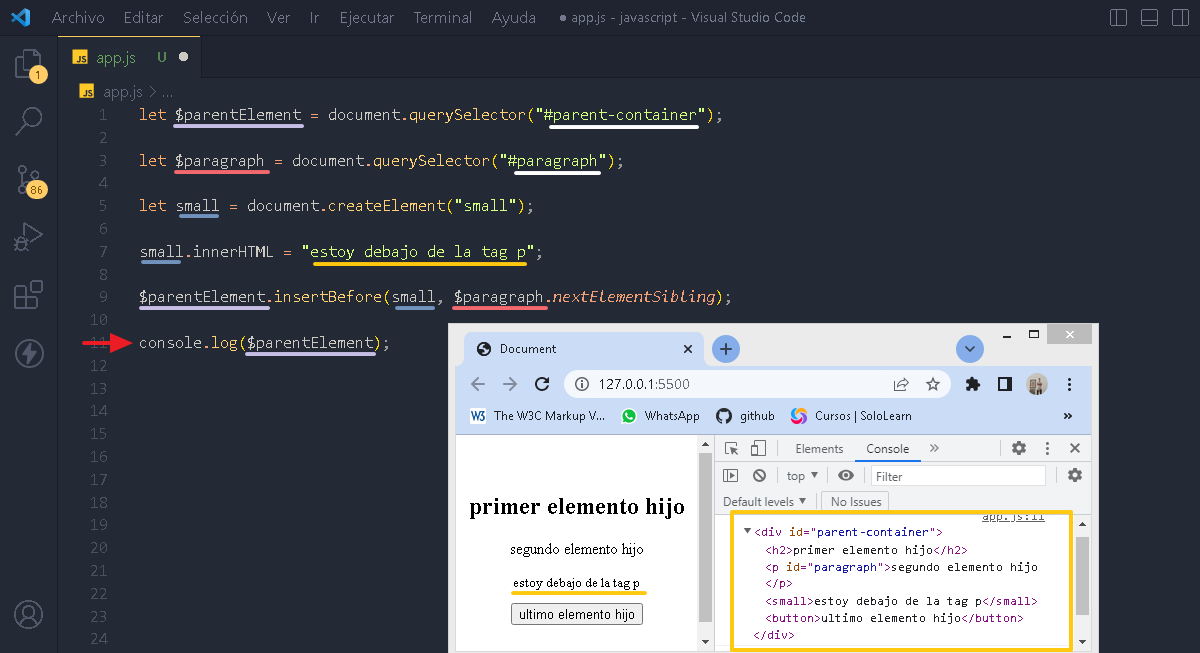 Archivo Editar Selección Ver Ir Ejecutar Terminal Ayuda ● app.js - javascript - Visual Studio Code
JS app.js U ●
1
JS app.js > ...
1 let $parentElement = document.querySelector("#parent-container");
2
3 let $paragraph = document.querySelector("#paragraph");
4
5 let small = document.createElement("small");
6
86
7 small.innerHTML = "estoy debajo de la tag p";
8
9 $parentElement.insertBefore(small, $paragraph.nextElementSibling);
10
11 console.log($parentElement);
12
13
14
15
16
17
18
19
20
21
22
23
24
Document
127.0.0.1:5500
W3 The W3C Markup V... WhatsApp github Cursos | SoloLearn »
Elements Console »
top Filter
Default levels No Issues
app.js:11
primer elemento hijo
segundo elemento hijo
estoy debajo de la tag p
ultimo elemento hijo
<div id="parent-container">
<h2>primer elemento hijo</h2>
<p id="paragraph">segundo elemento hijo
</p>
<small>estoy debajo de la tag p</small>
<button>ultimo elemento hijo</button>
</div>